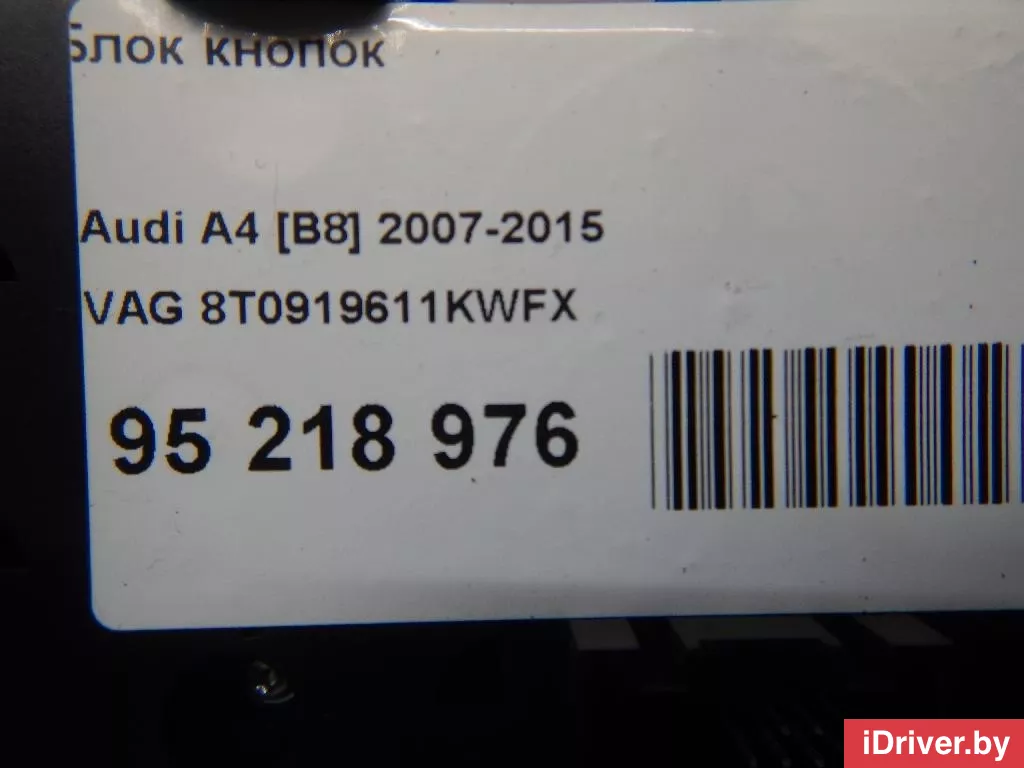 Блок кнопок
Audi A4 [B8] 2007-2015
VAG 8T0919611KWFX
95 218 976
iDriver.by